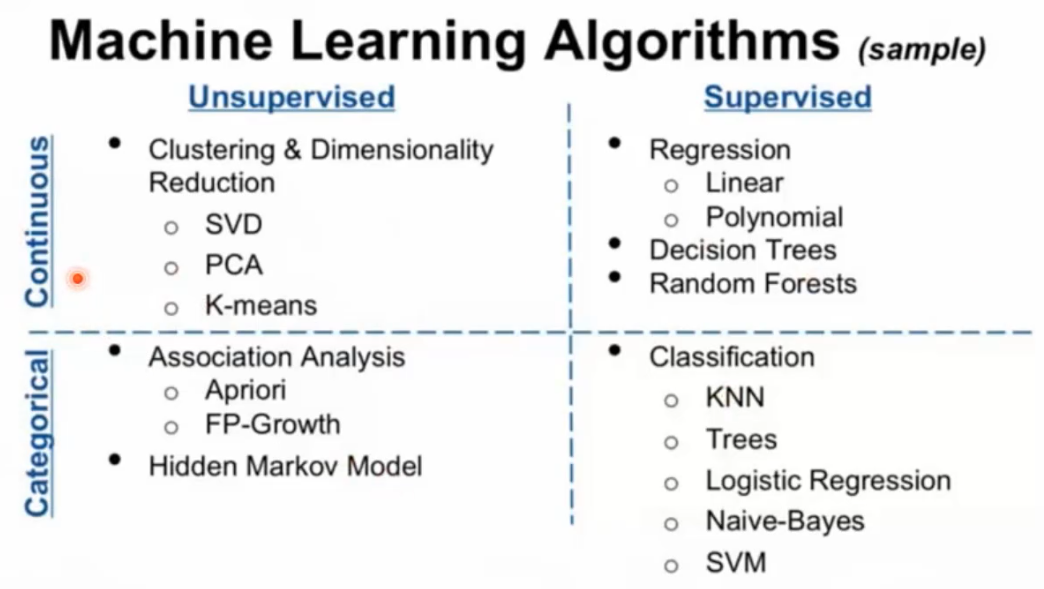 Machine Learning Algorithms (sample)
Unsupervised
Supervised
Continuous
Clustering & Dimensionality
Reduction
SVD
PCA
K-means
Regression
Linear
Polynomial
Decision Trees
Random Forests
Categorical
Association Analysis
Apriori
FP-Growth
Hidden Markov Model
Classification
KNN
Trees
Logistic Regression
Naive-Bayes
SVM